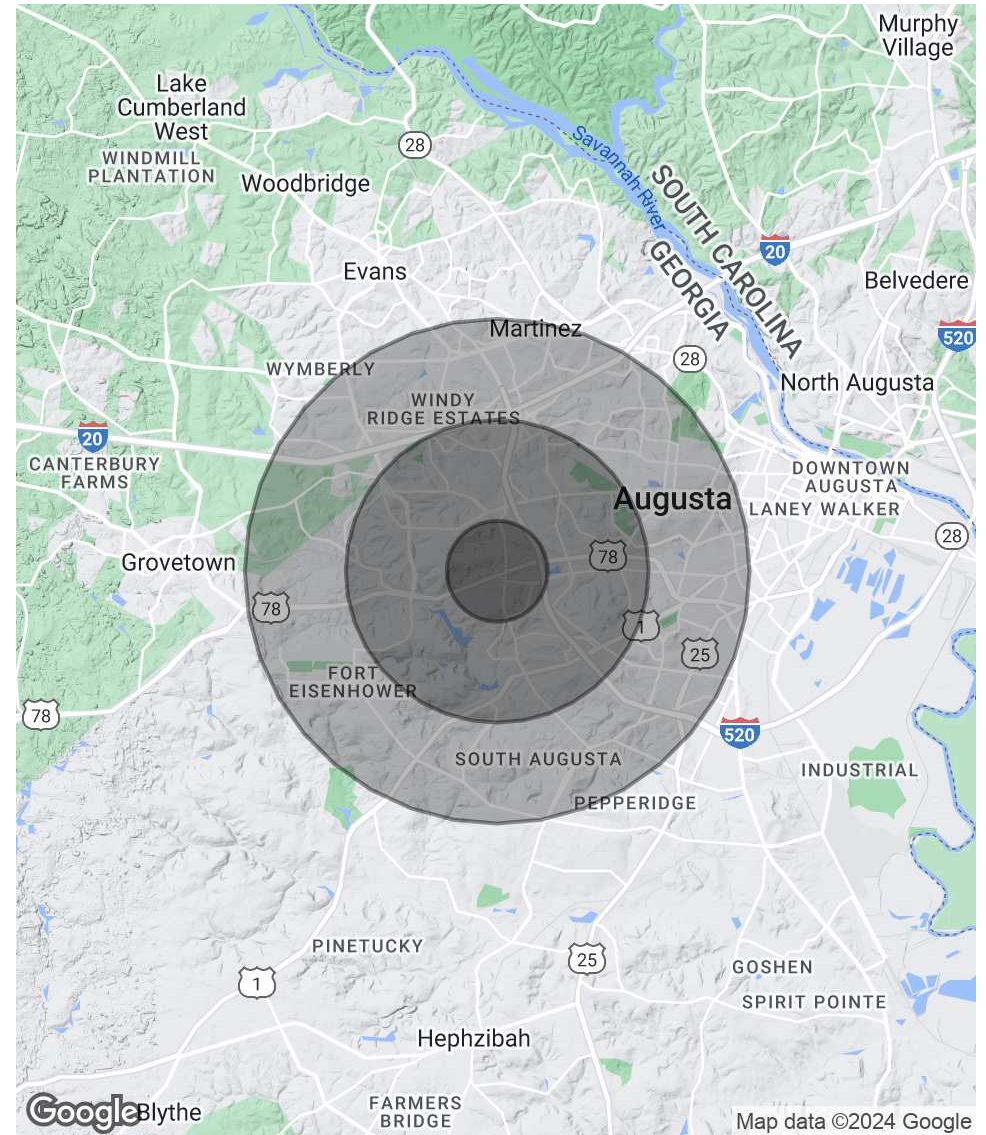 Murphy
Village
Lake
Cumberland
West
28
WINDMILL
PLANTATION
Woodbridge
Savannah River
SOUTH CAROLINA
GEORGIA
20
Evans
Belvedere
520
Martinez
28
WYMBERLY
North Augusta
WINDY
RIDGE ESTATES
20
CANTERBURY
FARMS
DOWNTOWN
AUGUSTA
Augusta
LANEY WALKER
28
Grovetown
78
78
1
25
FORT
EISENHOWER
78
520
SOUTH AUGUSTA
INDUSTRIAL
PEPPERIDGE
PINETUCKY
25
GOSHEN
1
SPIRIT POINTE
Hephzibah
Google
Blythe
FARMERS
BRIDGE
Map data ©2024 Google